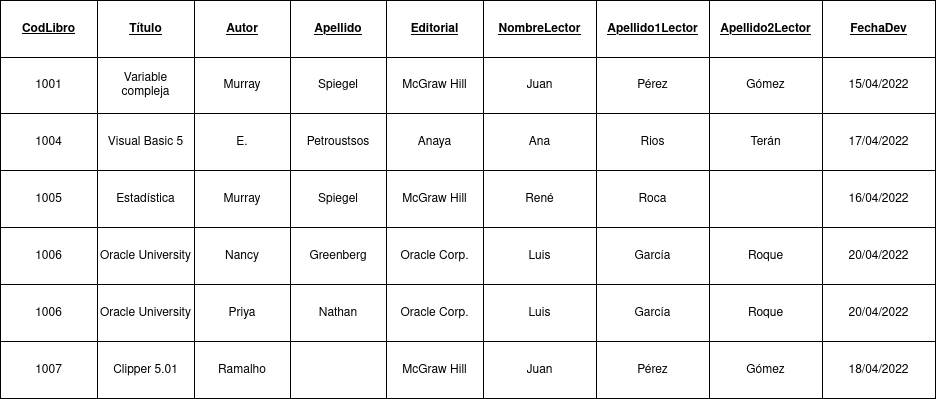 CodLibro Título Autor Apellido Editorial NombreLector Apellido1Lector Apellido2Lector FechaDev
1001 Variable compleja Murray Spiegel McGraw Hill Juan Pérez Gómez 15/04/2022
1004 Visual Basic 5 E. Petroustsos Anaya Ana Rios Terán 17/04/2022
1005 Estadística Murray Spiegel McGraw Hill René Roca 16/04/2022
1006 Oracle University Nancy Greenberg Oracle Corp. Luis García Roque 20/04/2022
1006 Oracle University Priya Nathan Oracle Corp. Luis García Roque 20/04/2022
1007 Clipper 5.01 Ramalho McGraw Hill Juan Pérez Gómez 18/04/2022